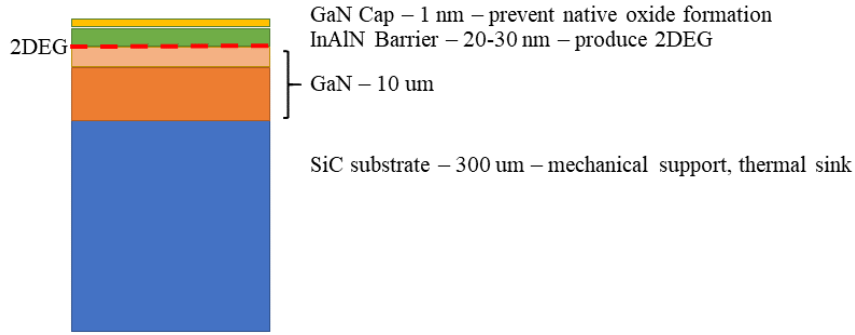 GaN Cap – 1 nm – prevent native oxide formation
InAlN Barrier – 20-30 nm – produce 2DEG
2DEG
GaN – 10 um
SiC substrate – 300 um – mechanical support, thermal sink